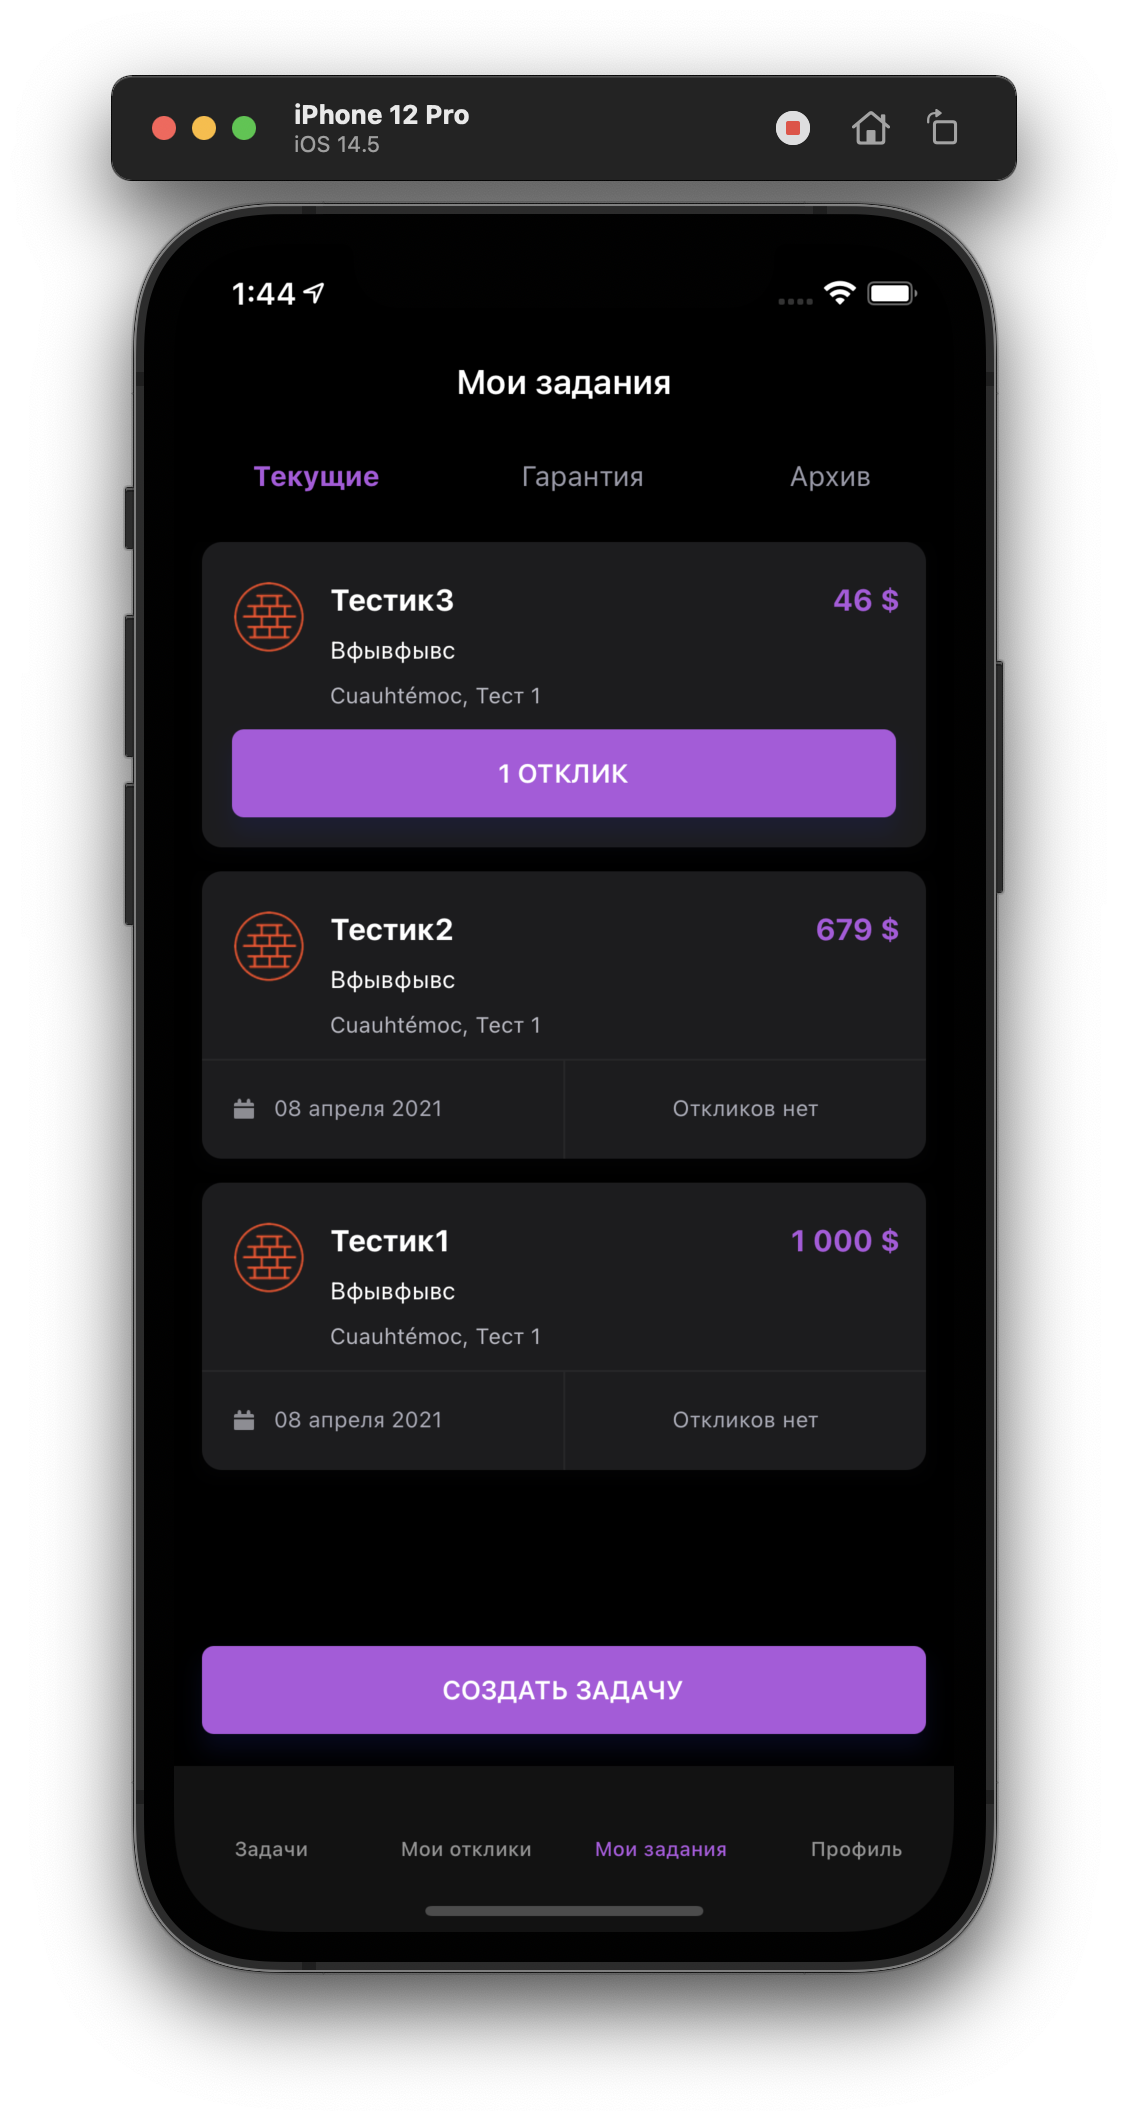 iPhone 12 Pro
iOS 14.5
1:44
Мои задания
Текущие Гарантия Архив
Тестик3 46 $
Вфывфывс
Cuauhtémoc, Тест 1
1 ОТКЛИК
Тестик2 679 $
Вфывфывс
Cuauhtémoc, Тест 1
08 апреля 2021 Откликов нет
Тестик1 1 000 $
Вфывфывс
Cuauhtémoc, Тест 1
08 апреля 2021 Откликов нет
СОЗДАТЬ ЗАДАЧУ
Задачи Мои отклики Мои задания Профиль